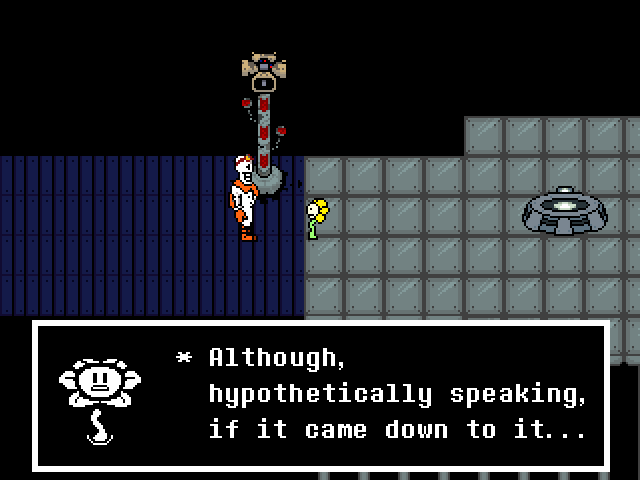 * Although,
hypothetically speaking,
if it came down to it...